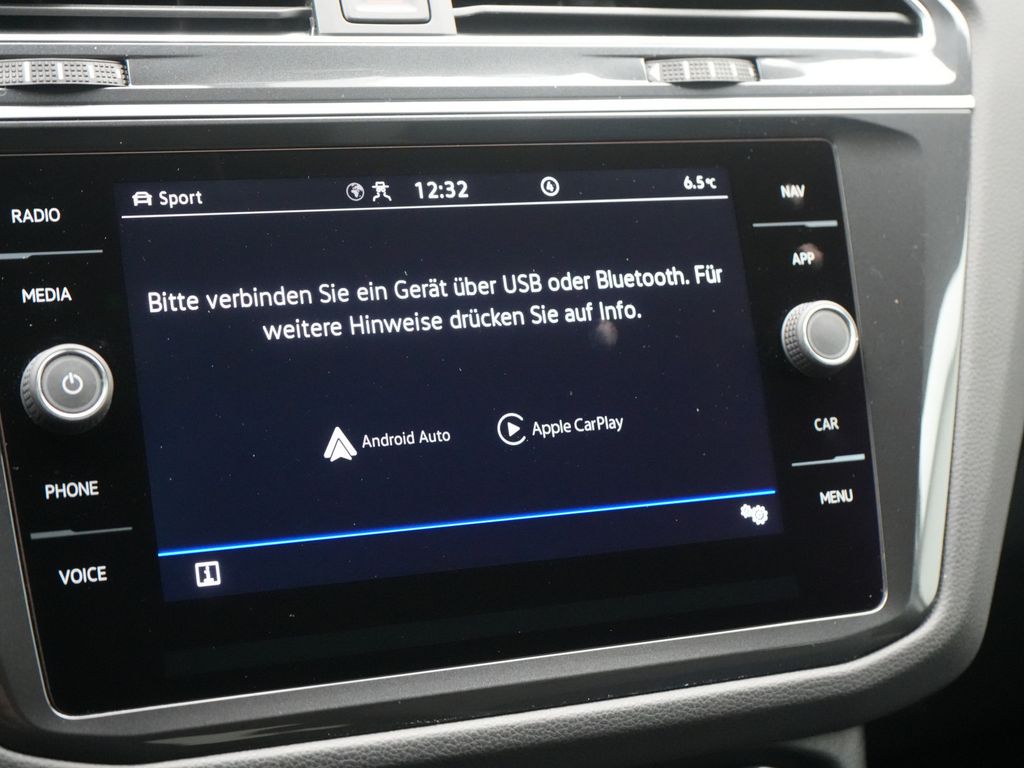 Sport 12:32 4 6.5°C
RADIO
MEDIA
PHONE
VOICE
Bitte verbinden Sie ein Gerät über USB oder Bluetooth. Für
weitere Hinweise drücken Sie auf Info.
Android Auto
Apple CarPlay
i
NAV
APP
CAR
MENU